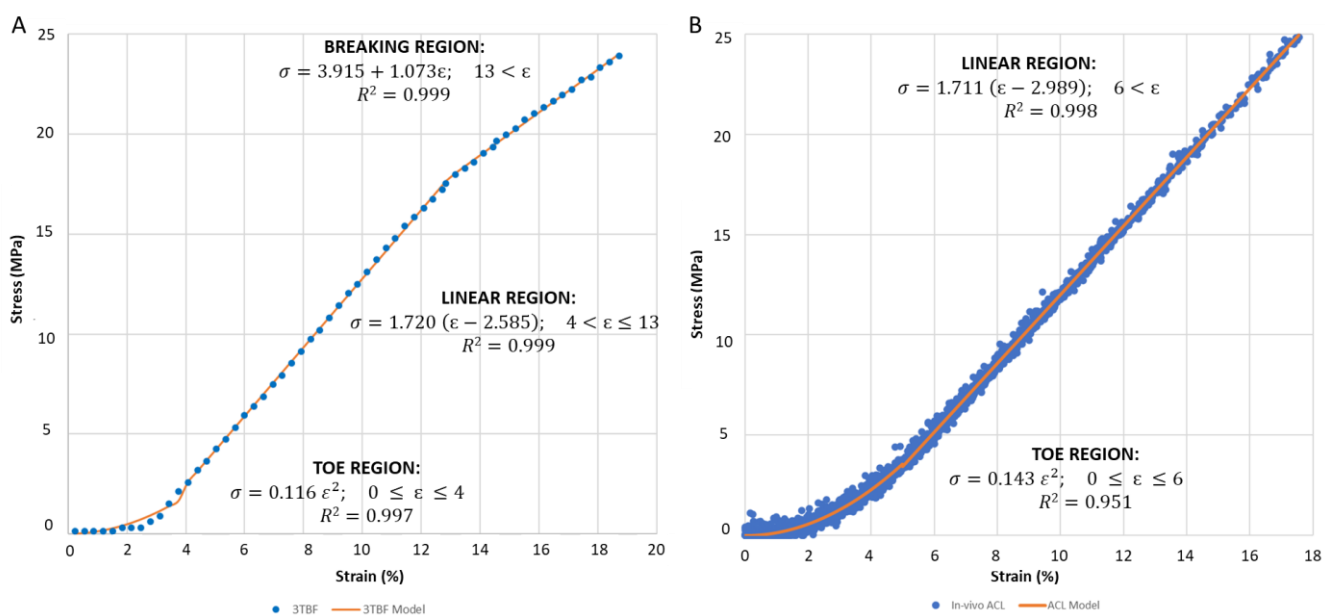 A
BREAKING REGION:
σ = 3.915 + 1.073ε; 13 < ε
R² = 0.999
LINEAR REGION:
σ = 1.720 (ε − 2.585); 4 < ε ≤ 13
R² = 0.999
TOE REGION:
σ = 0.116 ε²; 0 ≤ ε ≤ 4
R² = 0.997
Stress (MPa)
25
20
15
10
5
0
0 2 4 6 8 10 12 14 16 18 20
Strain (%)
3TBF 3TBF Model
B
LINEAR REGION:
σ = 1.711 (ε − 2.989); 6 < ε
R² = 0.998
TOE REGION:
σ = 0.143 ε²; 0 ≤ ε ≤ 6
R² = 0.951
Stress (MPa)
25
20
15
10
5
0
0 2 4 6 8 10 12 14 16 18
Strain (%)
In-vivo ACL ACL Model